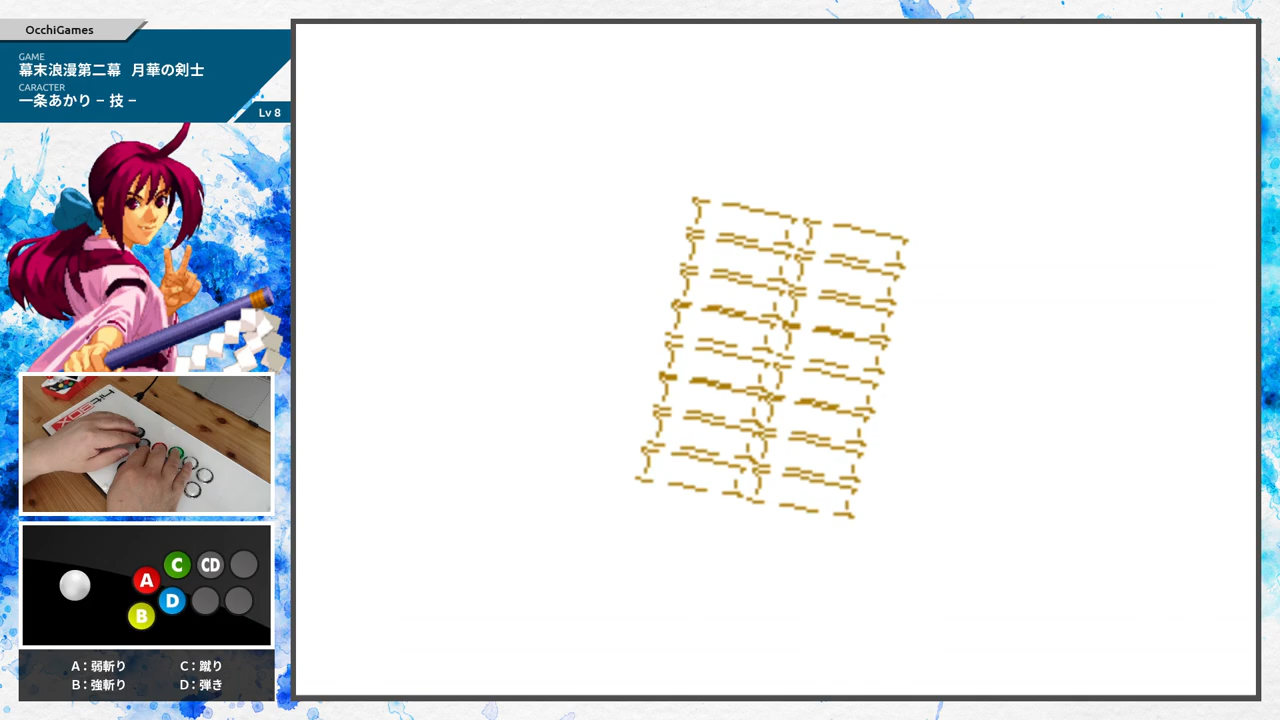 OcchiGames
GAME
幕末浪漫第二幕 月華の剣士
CARACTER
一条あかり − 技 −
Lv 8
hitBOX
C
CD
A
D
B
A：弱斬り
C：蹴り
B：強斬り
D：弾き